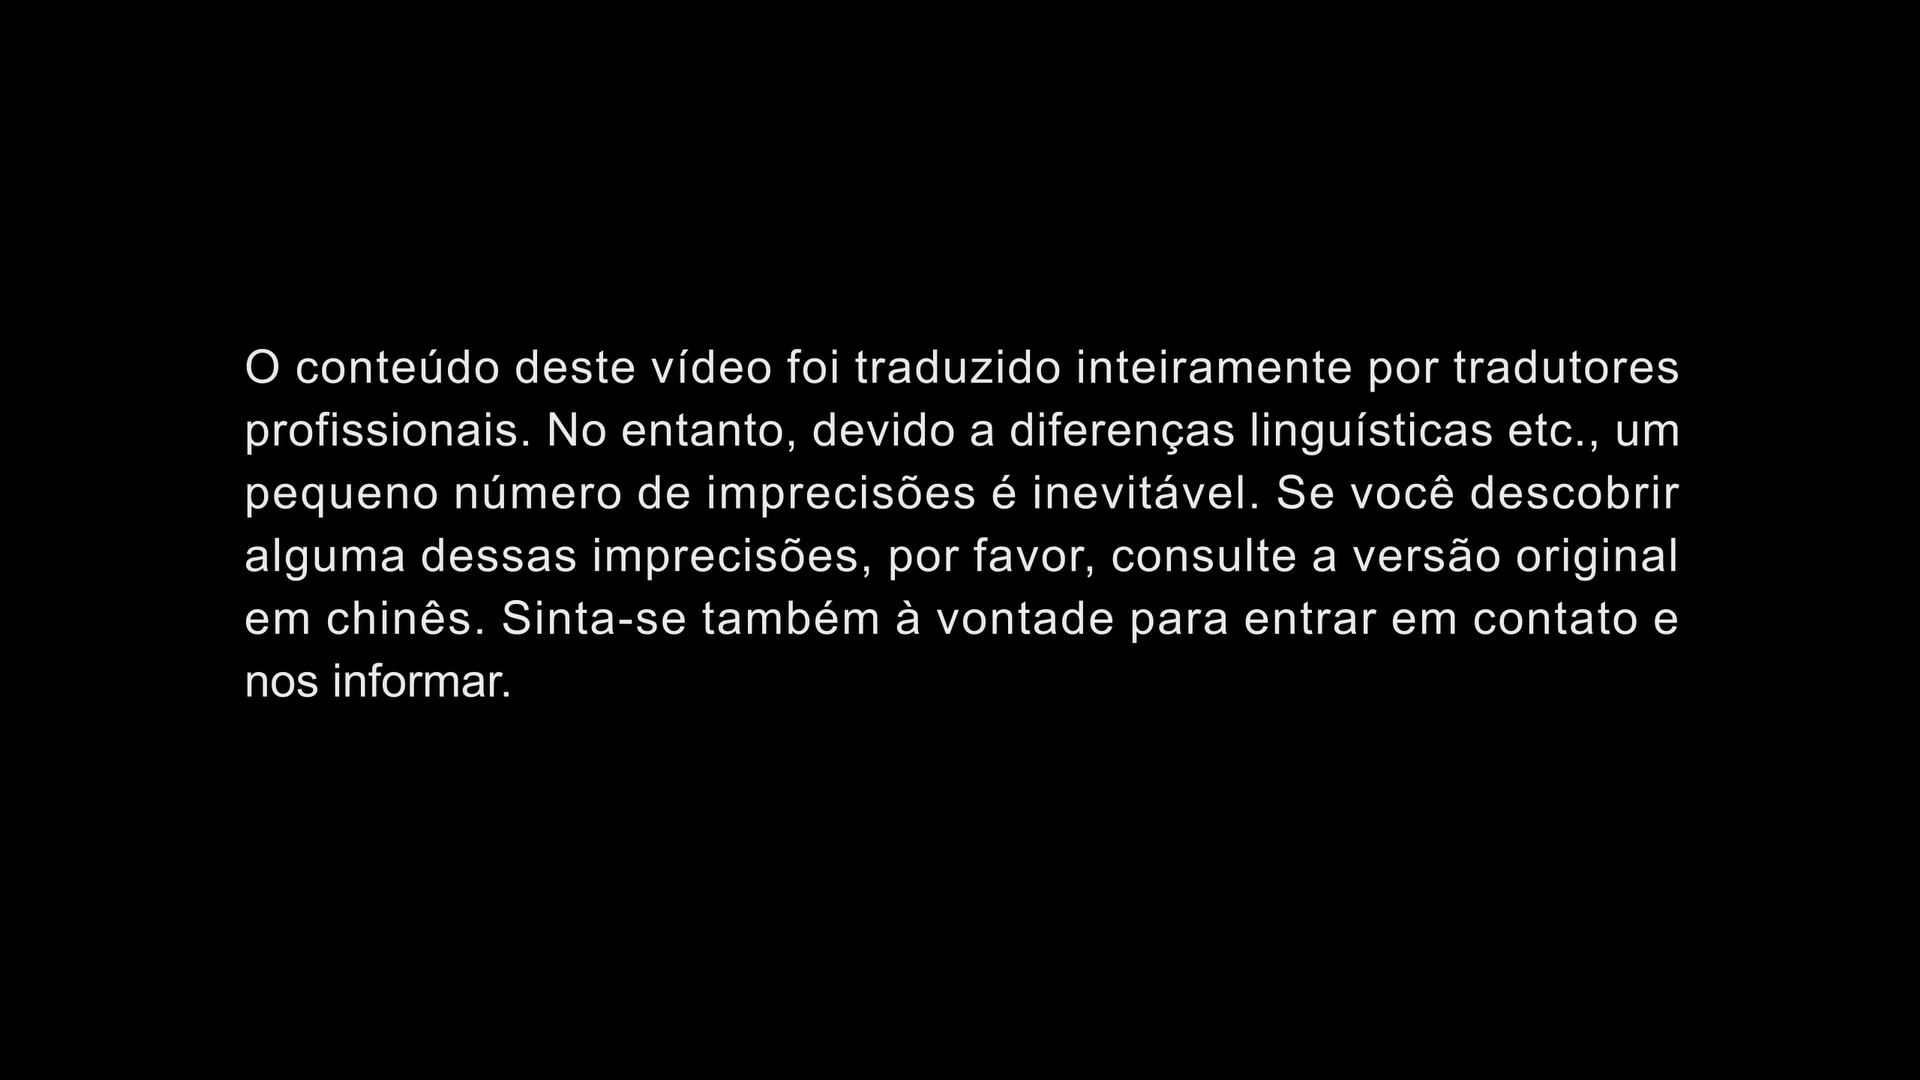 O conteúdo deste vídeo foi traduzido inteiramente por tradutores
profissionais. No entanto, devido a diferenças linguísticas etc., um
pequeno número de imprecisões é inevitável. Se você descobrir
alguma dessas imprecisões, por favor, consulte a versão original
em chinês. Sinta-se também à vontade para entrar em contato e
nos informar.